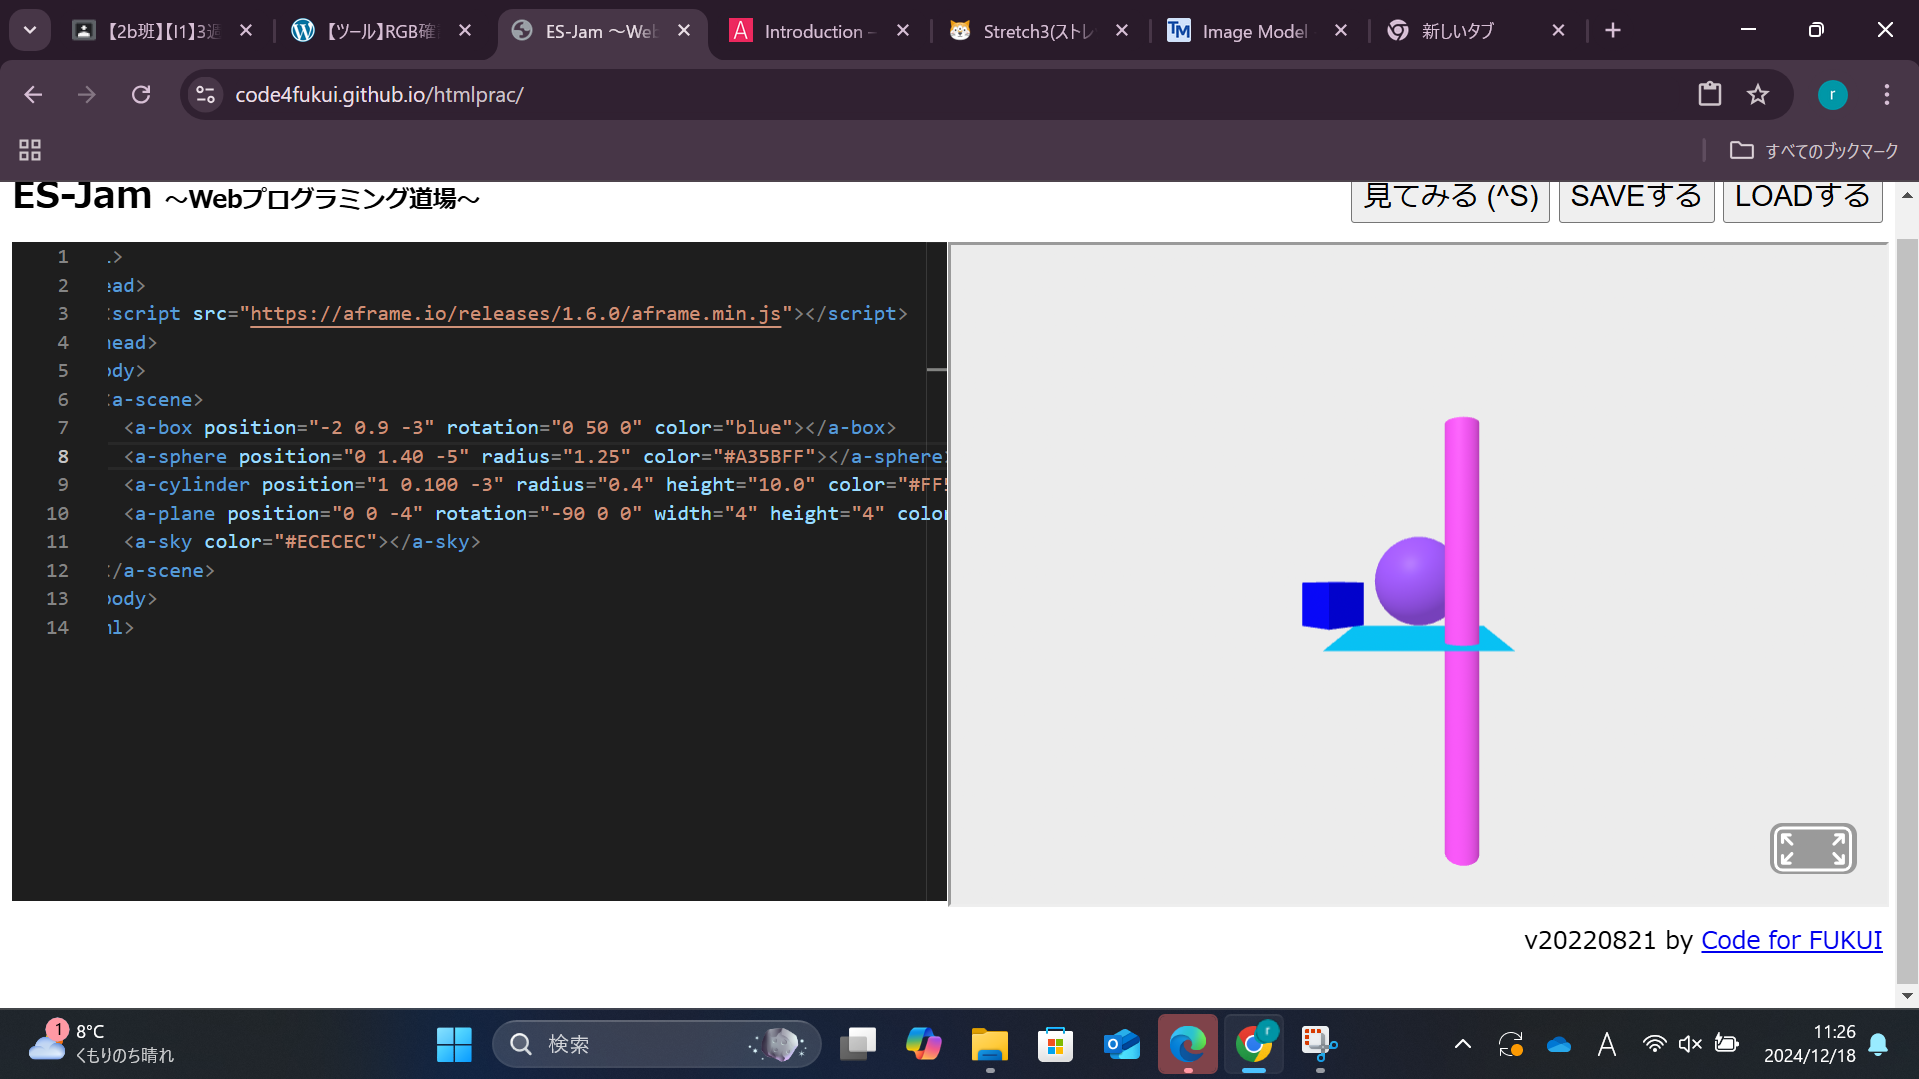 【2b班】【I1】3週
【ツール】RGB確
ES-Jam ～Web
Introduction –
Stretch3(ストレ
Image Model
新しいタブ
code4fukui.github.io/htmlprac/
r
すべてのブックマーク
ES-Jam ～Webプログラミング道場～
見てみる (^S)
SAVEする
LOADする
1 .>
2 ead>
3 :script src="https://aframe.io/releases/1.6.0/aframe.min.js"></script>
4 head>
5 ody>
6 :a-scene>
7 <a-box position="-2 0.9 -3" rotation="0 50 0" color="blue"></a-box>
8 <a-sphere position="0 1.40 -5" radius="1.25" color="#A35BFF"></a-sphere>
9 <a-cylinder position="1 0.100 -3" radius="0.4" height="10.0" color="#FF5
10 <a-plane position="0 0 -4" rotation="-90 0 0" width="4" height="4" color
11 <a-sky color="#ECECEC"></a-sky>
12 :/a-scene>
13 body>
14 ml>
v20220821 by Code for FUKUI
1
8°C
くもりのち晴れ
検索
r
A
11:26
2024/12/18